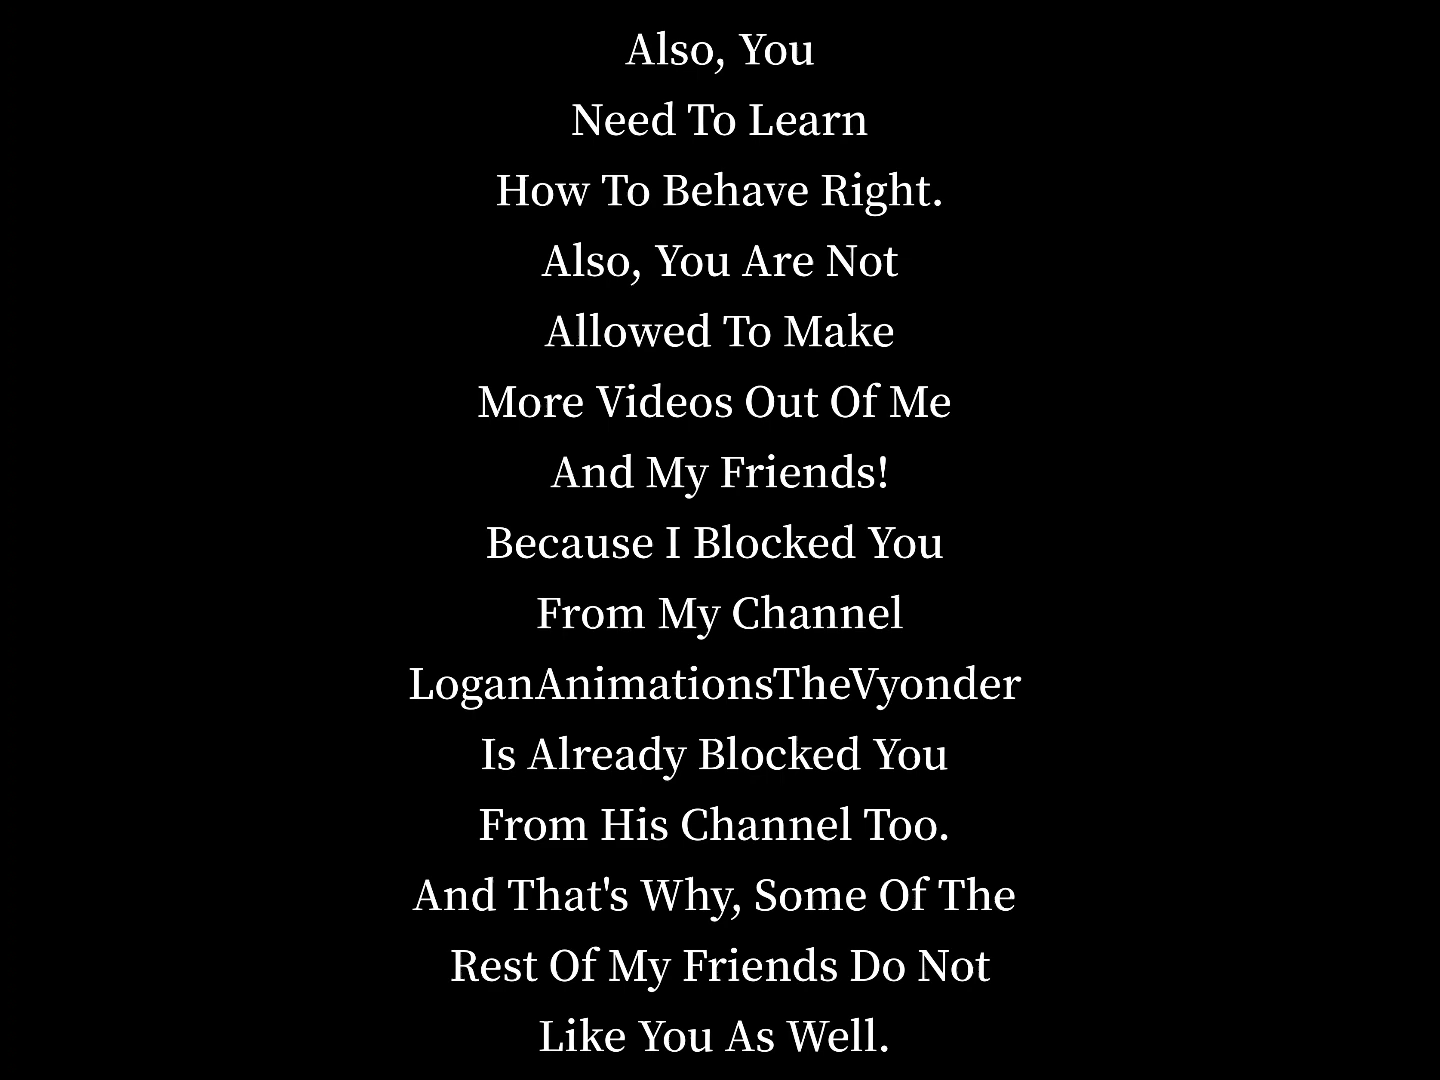 Also, You
Need To Learn
How To Behave Right.
Also, You Are Not
Allowed To Make
More Videos Out Of Me
And My Friends!
Because I Blocked You
From My Channel
LoganAnimationsTheVyonder
Is Already Blocked You
From His Channel Too.
And That's Why, Some Of The
Rest Of My Friends Do Not
Like You As Well.